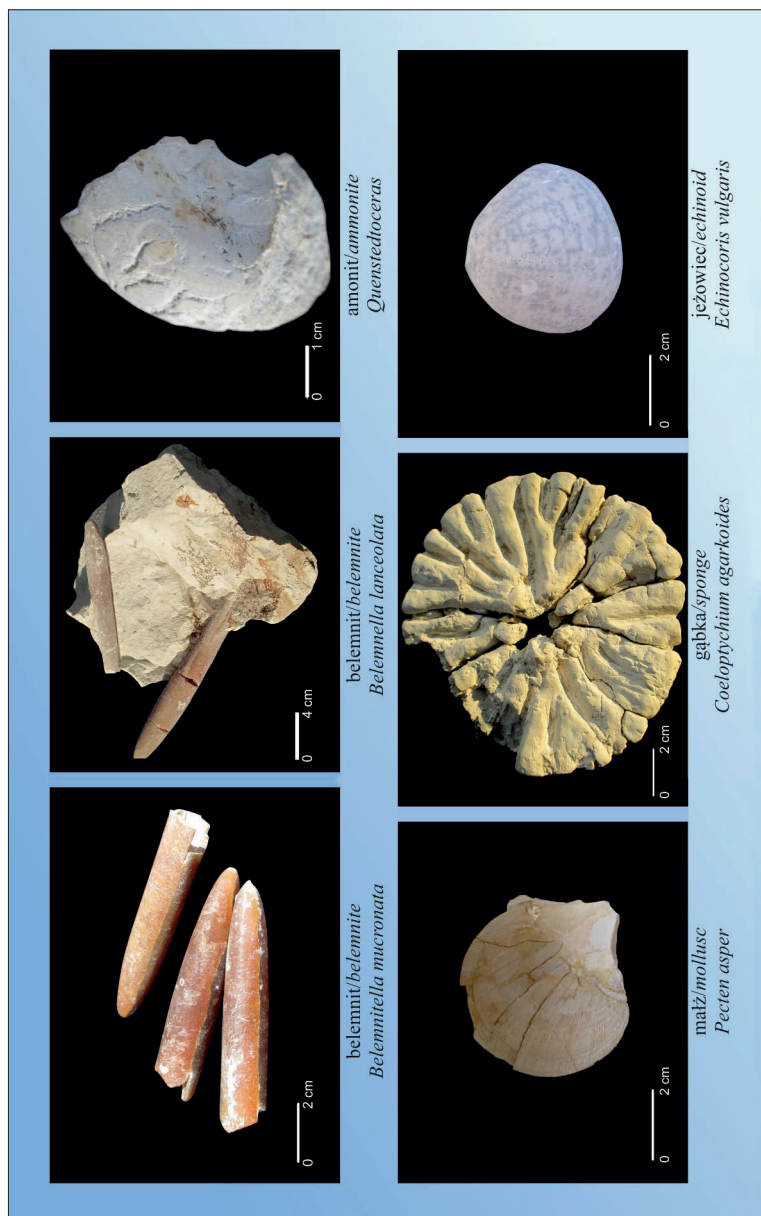 0 2 cm
belemnit/belemnite
Belemnitella mucronata
0 4 cm
belemnit/belemnite
Belemnella lanceolata
0 1 cm
amonit/ammonite
Quenstedtoceras
0 2 cm
małż/mollusc
Pecten asper
0 2 cm
gąbka/sponge
Coeloptychium agarkoides
0 2 cm
jeżowiec/echinoid
Echinocoris vulgaris